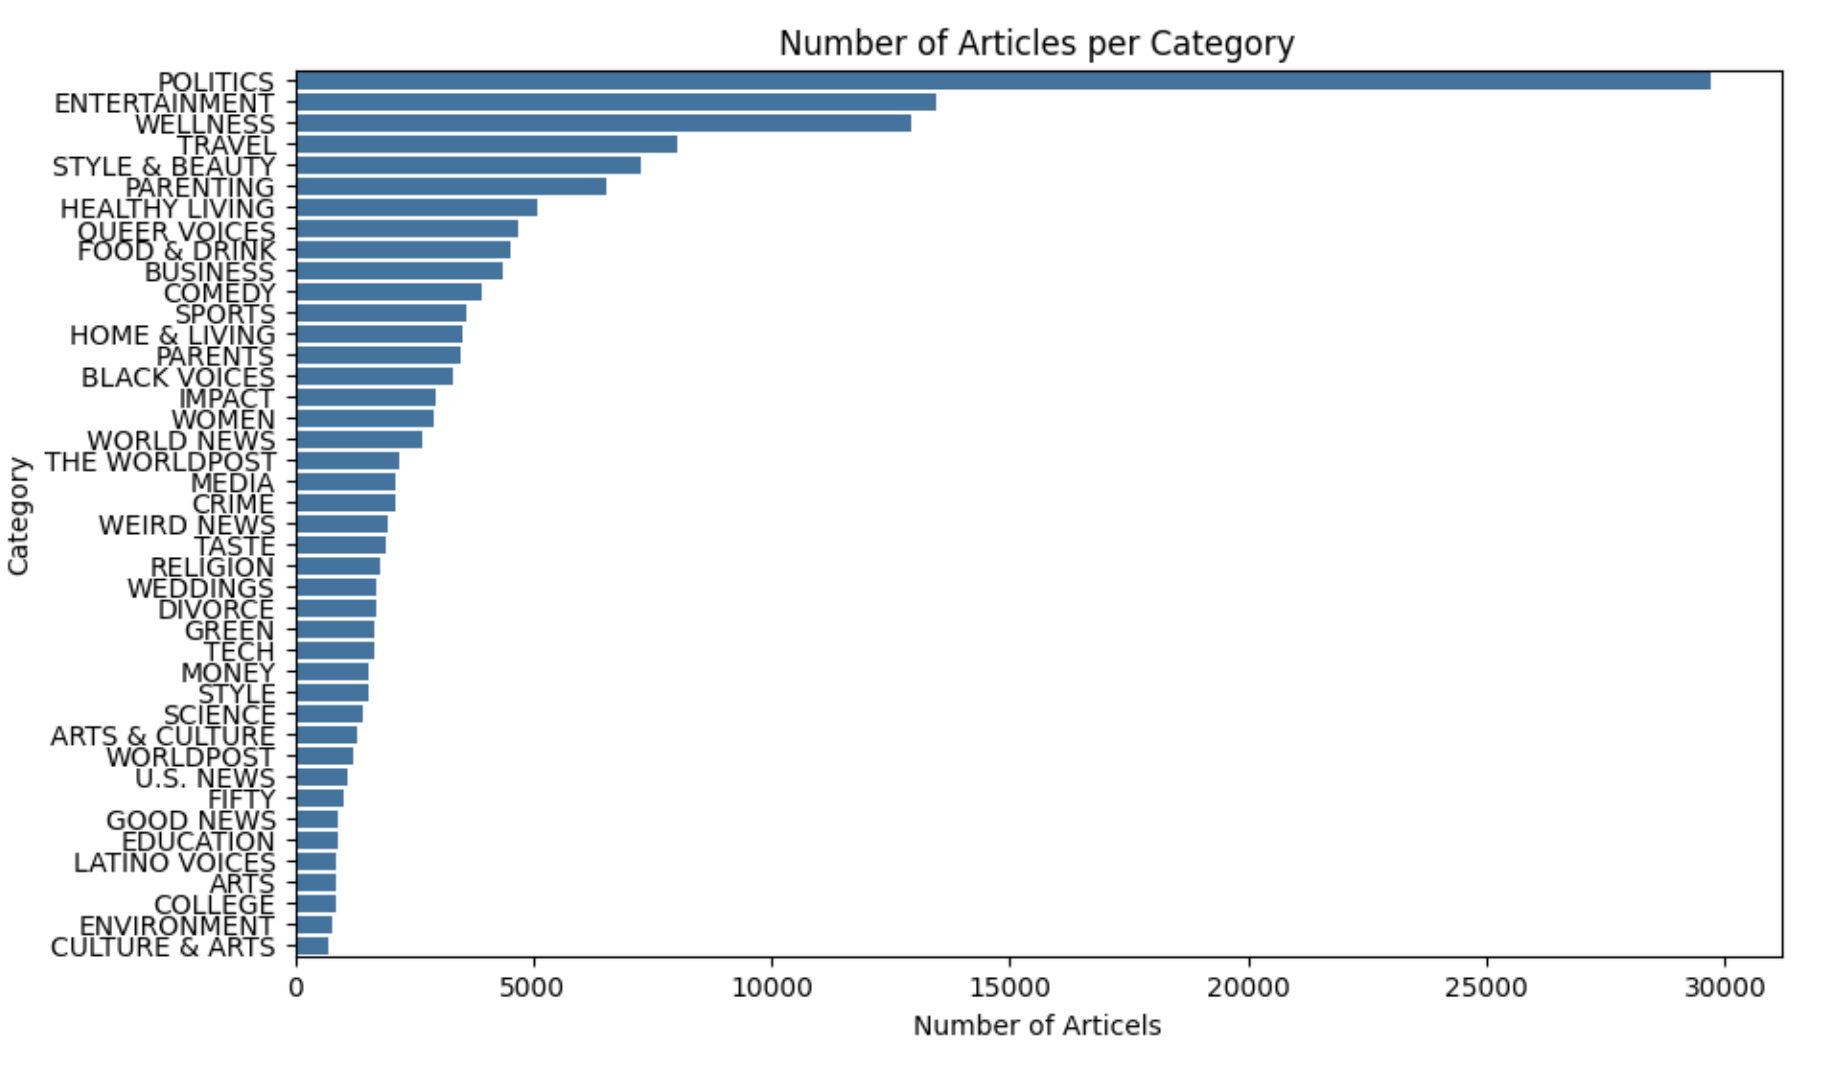 Number of Articles per Category
POLITICS
ENTERTAINMENT
WELLNESS
TRAVEL
STYLE & BEAUTY
PARENTING
HEALTHY LIVING
QUEER VOICES
FOOD & DRINK
BUSINESS
COMEDY
SPORTS
HOME & LIVING
PARENTS
BLACK VOICES
IMPACT
WOMEN
WORLD NEWS
THE WORLDPOST
MEDIA
CRIME
WEIRD NEWS
TASTE
RELIGION
WEDDINGS
DIVORCE
GREEN
TECH
MONEY
STYLE
SCIENCE
ARTS & CULTURE
WORLDPOST
U.S. NEWS
FIFTY
GOOD NEWS
EDUCATION
LATINO VOICES
ARTS
COLLEGE
ENVIRONMENT
CULTURE & ARTS
Category
0 5000 10000 15000 20000 25000 30000
Number of Articels